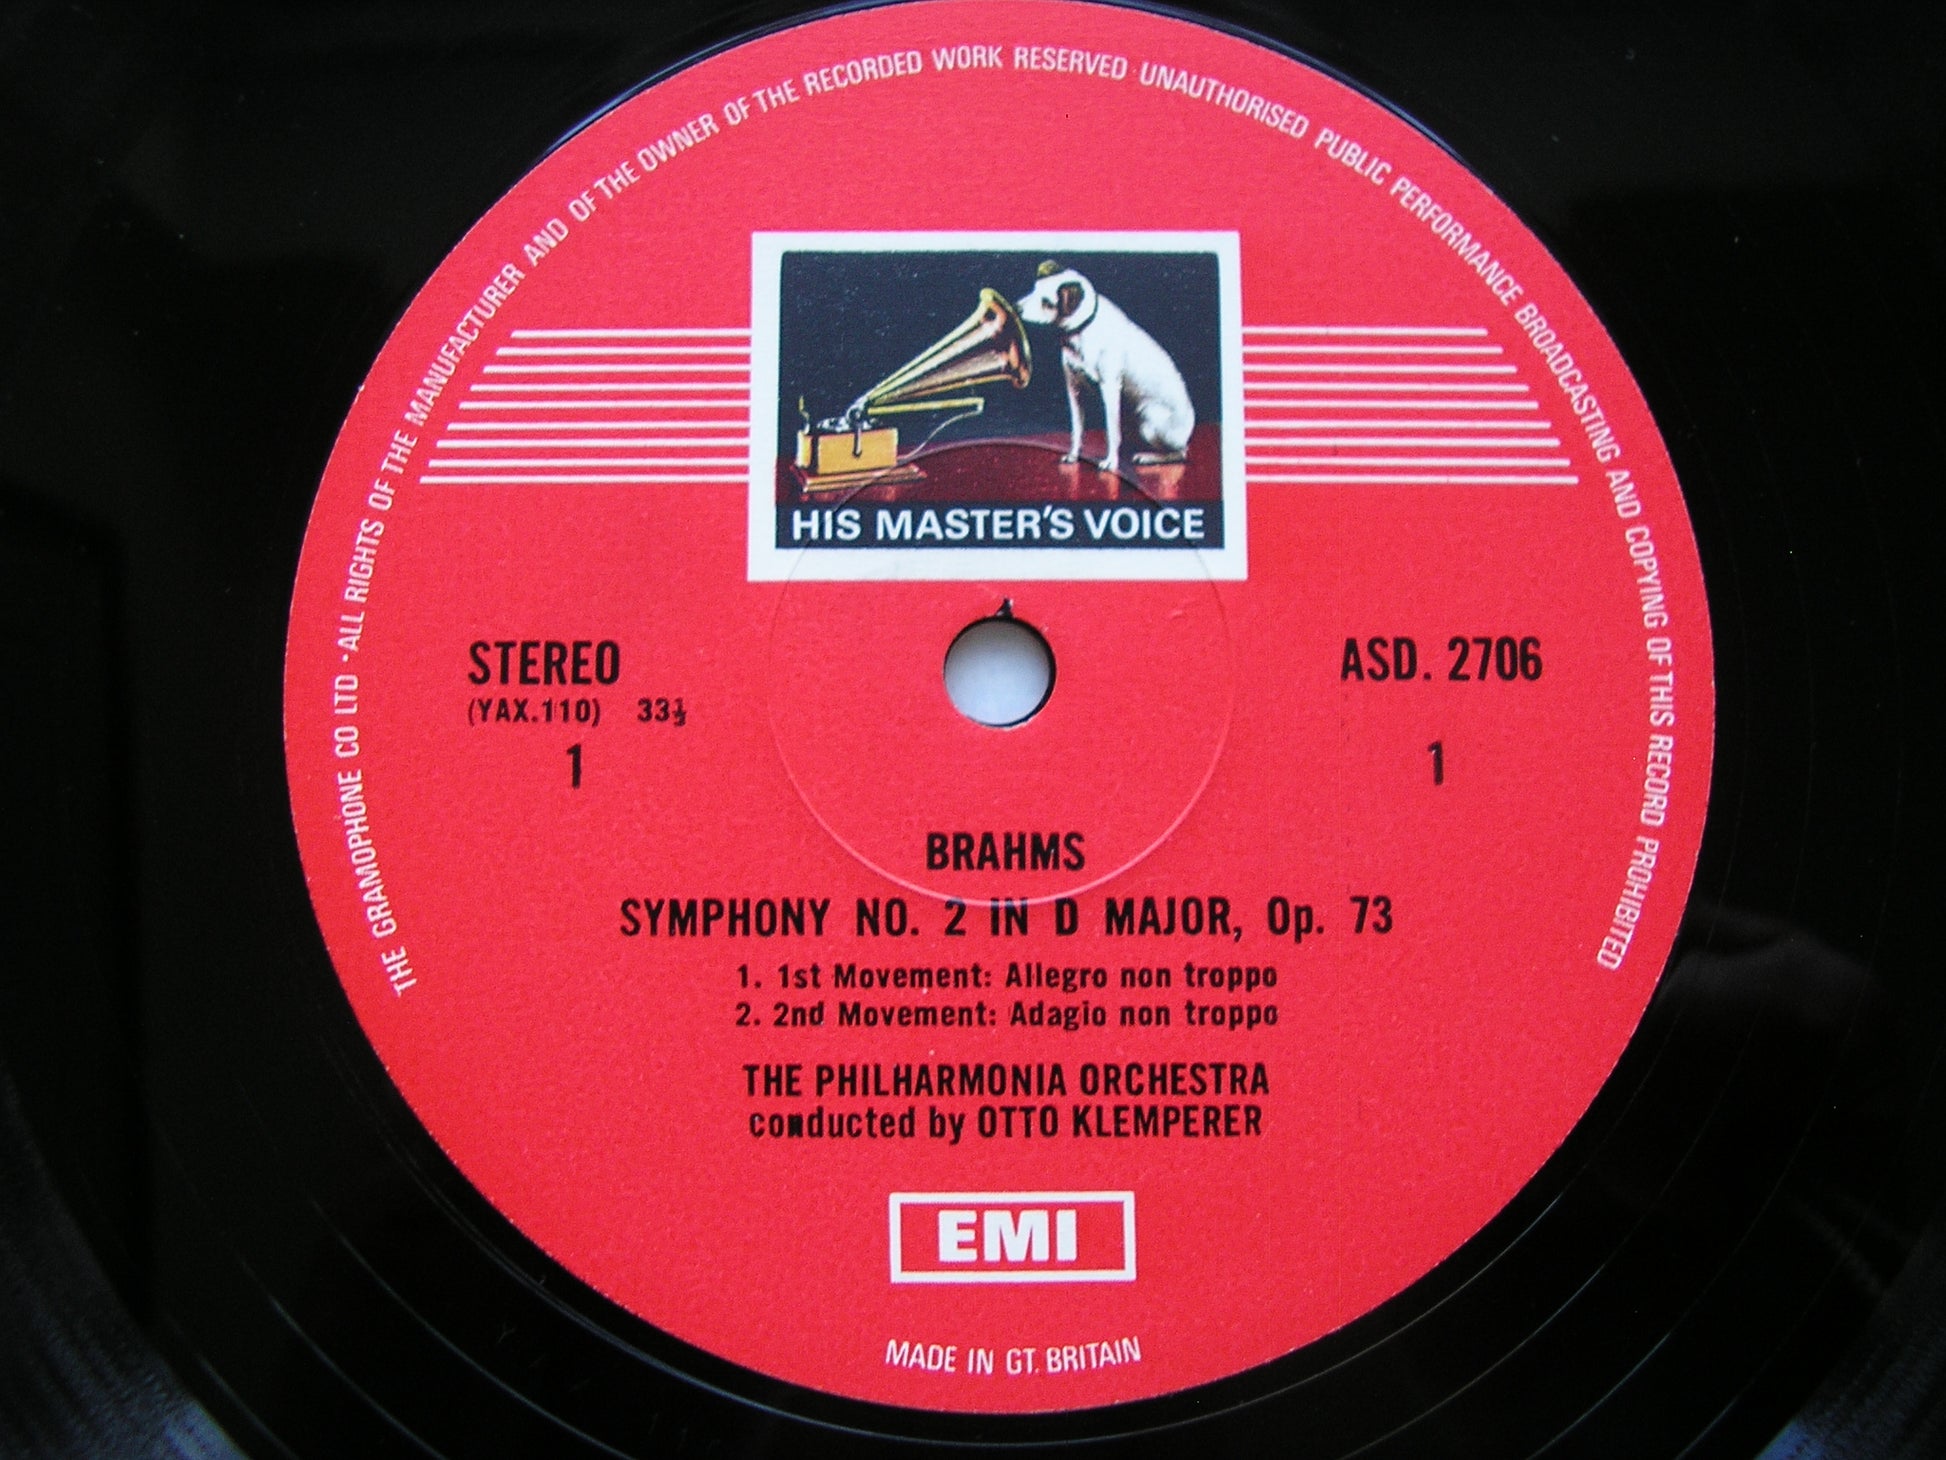 THE GRAMOPHONE CO LTD · ALL RIGHTS OF THE MANUFACTURER AND OF THE OWNER OF THE RECORDED WORK RESERVED · UNAUTHORISED PUBLIC PERFORMANCE BROADCASTING AND COPYING OF THIS RECORD PROHIBITED
HIS MASTER'S VOICE
STEREO
ASD. 2706
(YAX.110) 33⅓
1
1
BRAHMS
SYMPHONY NO. 2 IN D MAJOR, Op. 73
1. 1st Movement: Allegro non troppo
2. 2nd Movement: Adagio non troppo
THE PHILHARMONIA ORCHESTRA
conducted by OTTO KLEMPERER
EMI
MADE IN GT. BRITAIN